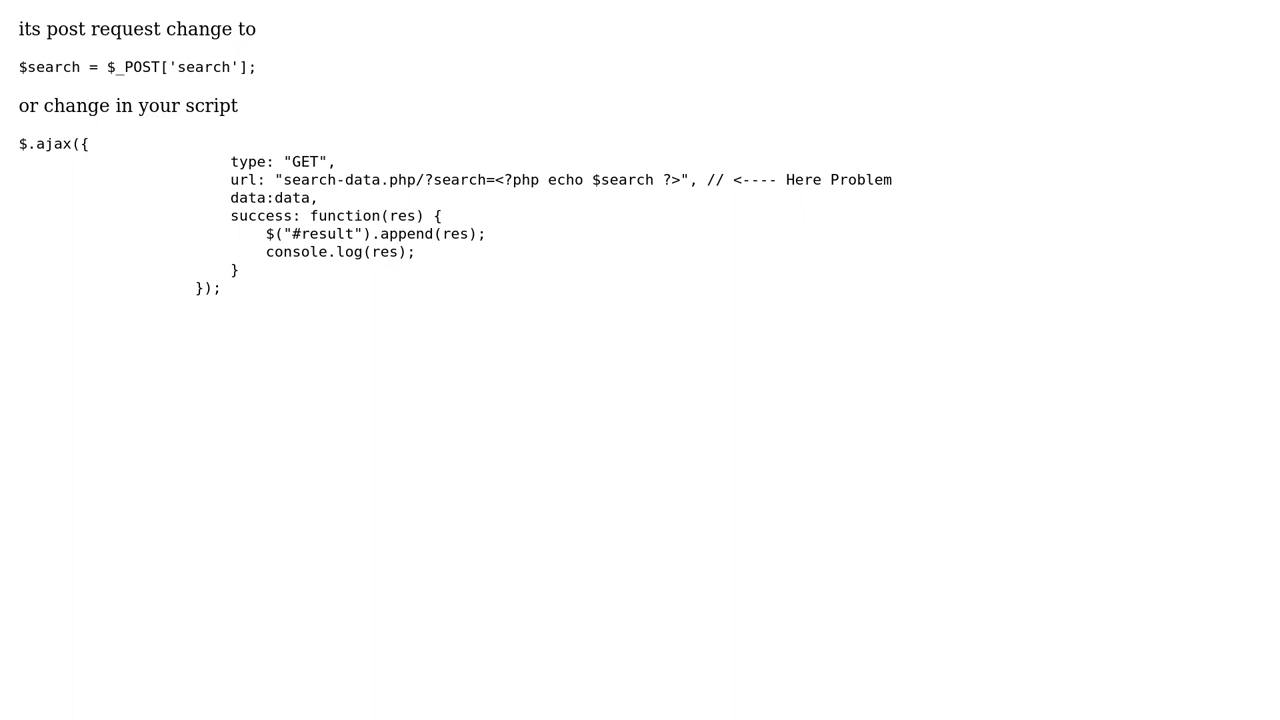 its post request change to
$search = $_POST['search'];
or change in your script
$.ajax({
                        type: "GET",
                        url: "search-data.php/?search=<?php echo $search ?>", // <---- Here Problem
                        data:data,
                        success: function(res) {
                            $("#result").append(res);
                            console.log(res);
                        }
                    });